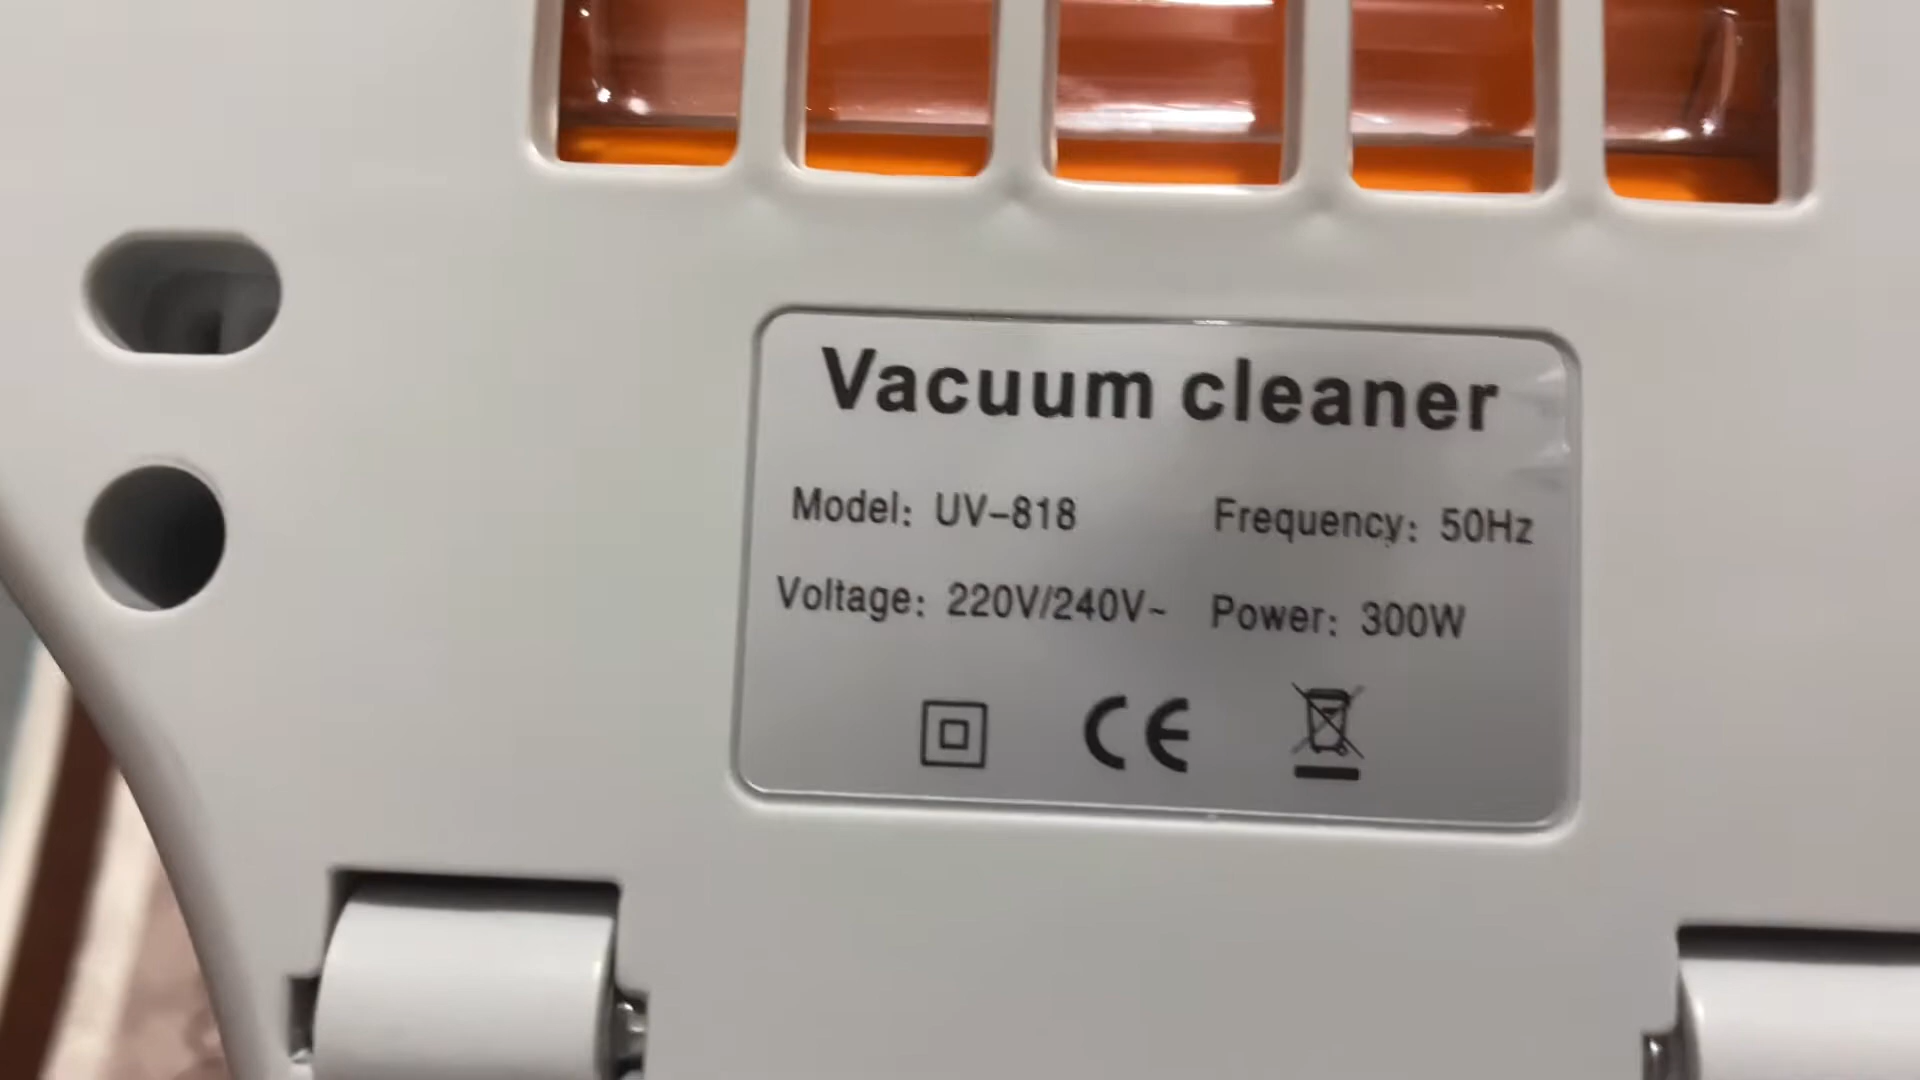 Vacuum cleaner
Model: UV-818 Frequency: 50Hz
Voltage: 220V/240V~ Power: 300W
CE